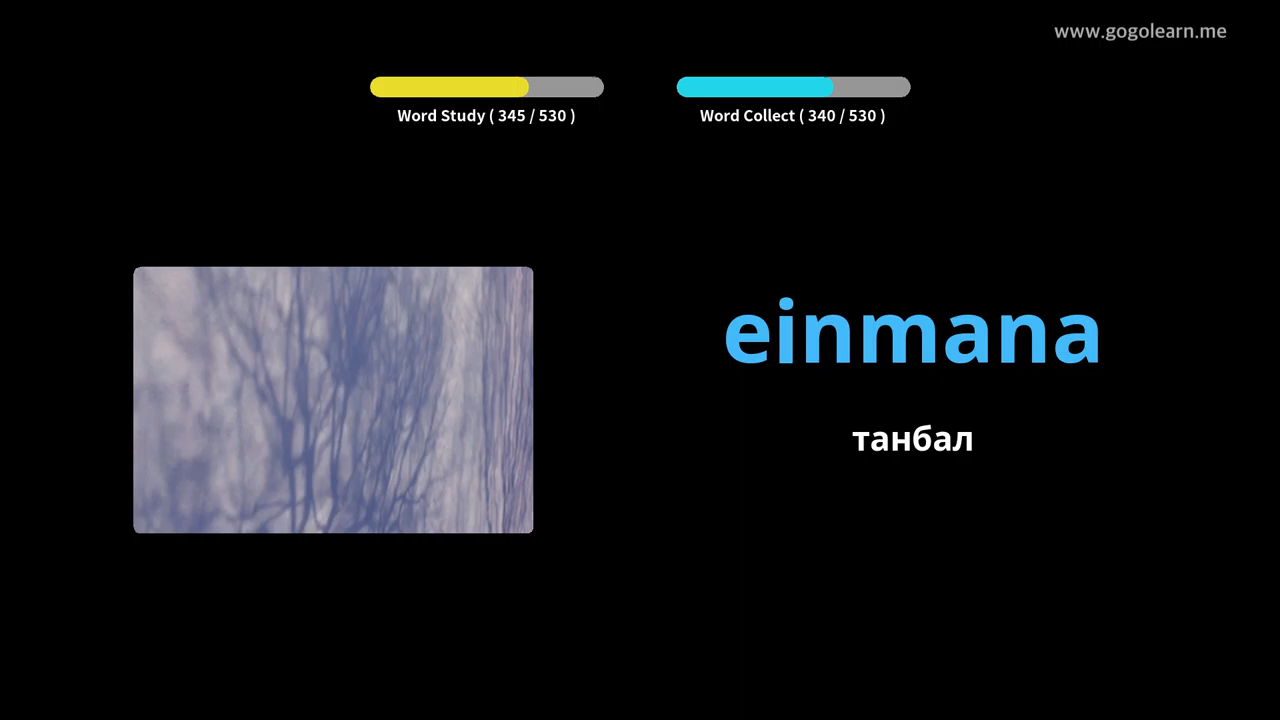 www.gogolearn.me
Word Study ( 345 / 530 )
Word Collect ( 340 / 530 )
einmana
танбал